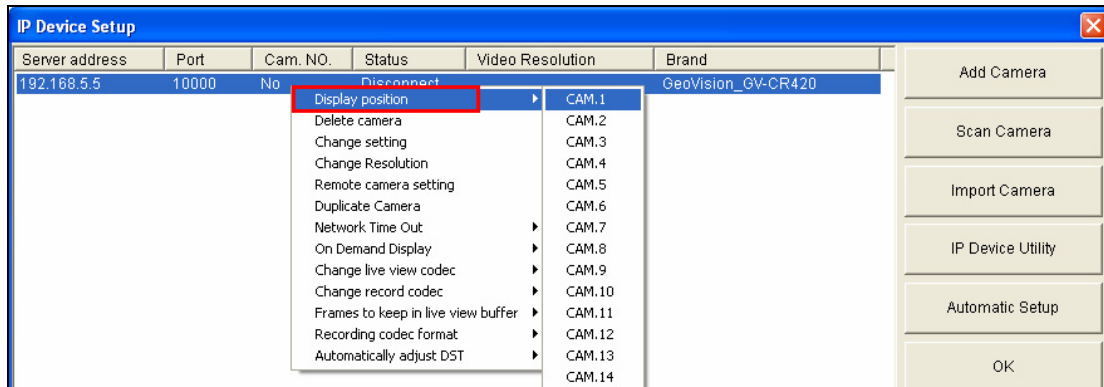 IP Device Setup
Server address Port Cam. NO. Status Video Resolution Brand
192.168.5.5 10000 No Disconnect GeoVision_GV-CR420
Display position CAM.1
Delete camera CAM.2
Change setting CAM.3
Change Resolution CAM.4
Remote camera setting CAM.5
Duplicate Camera CAM.6
Network Time Out CAM.7
On Demand Display CAM.8
Change live view codec CAM.9
Change record codec CAM.10
Frames to keep in live view buffer CAM.11
Recording codec format CAM.12
Automatically adjust DST CAM.13
CAM.14
Add Camera
Scan Camera
Import Camera
IP Device Utility
Automatic Setup
OK